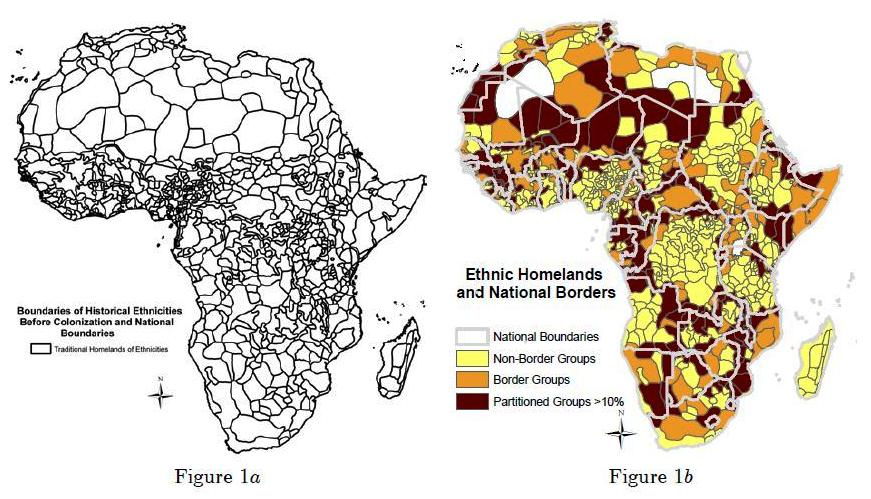 Boundaries of Historical Ethnicities
Before Colonization and National
Boundaries
Traditional Homelands of Ethnicities
N
Figure 1a
Ethnic Homelands
and National Borders
National Boundaries
Non-Border Groups
Border Groups
Partitioned Groups >10%
N
Figure 1b